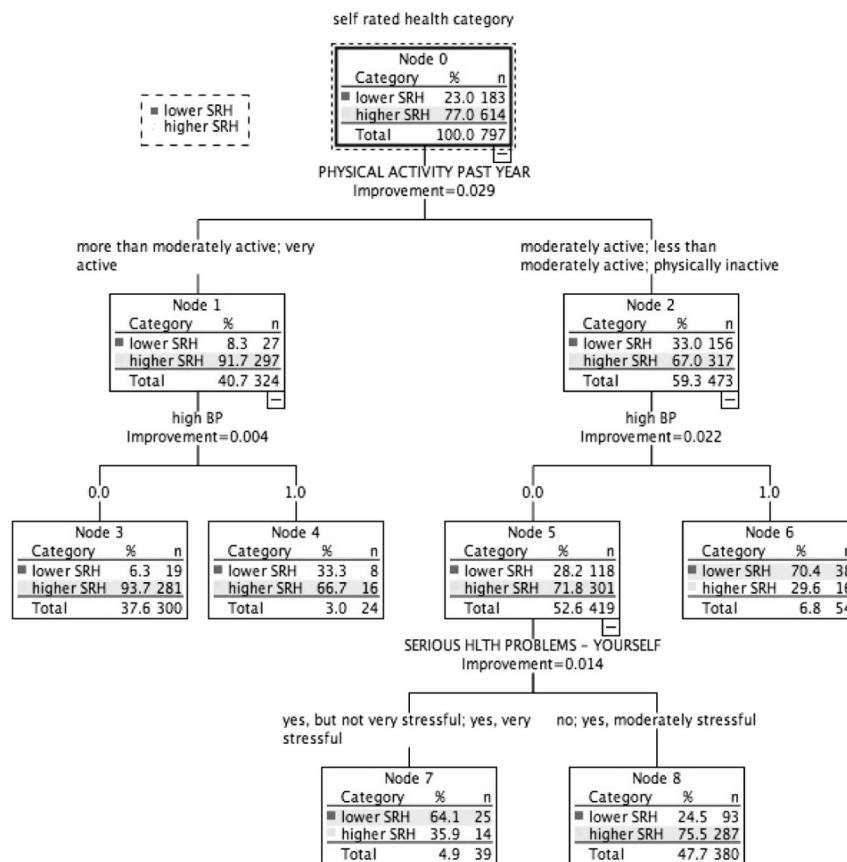 self rated health category
lower SRH
higher SRH
Node 0
Category % n
lower SRH 23.0 183
higher SRH 77.0 614
Total 100.0 797
PHYSICAL ACTIVITY PAST YEAR
Improvement=0.029
more than moderately active; very
active
moderately active; less than
moderately active; physically inactive
Node 1
Category % n
lower SRH 8.3 27
higher SRH 91.7 297
Total 40.7 324
Node 2
Category % n
lower SRH 33.0 156
higher SRH 67.0 317
Total 59.3 473
high BP
Improvement=0.004
high BP
Improvement=0.022
0.0
1.0
0.0
1.0
Node 3
Category % n
lower SRH 6.3 19
higher SRH 93.7 281
Total 37.6 300
Node 4
Category % n
lower SRH 33.3 8
higher SRH 66.7 16
Total 3.0 24
Node 5
Category % n
lower SRH 28.2 118
higher SRH 71.8 301
Total 52.6 419
Node 6
Category % n
lower SRH 70.4 38
higher SRH 29.6 16
Total 6.8 54
SERIOUS HLTH PROBLEMS - YOURSELF
Improvement=0.014
yes, but not very stressful; yes, very
stressful
no; yes, moderately stressful
Node 7
Category % n
lower SRH 64.1 25
higher SRH 35.9 14
Total 4.9 39
Node 8
Category % n
lower SRH 24.5 93
higher SRH 75.5 287
Total 47.7 380